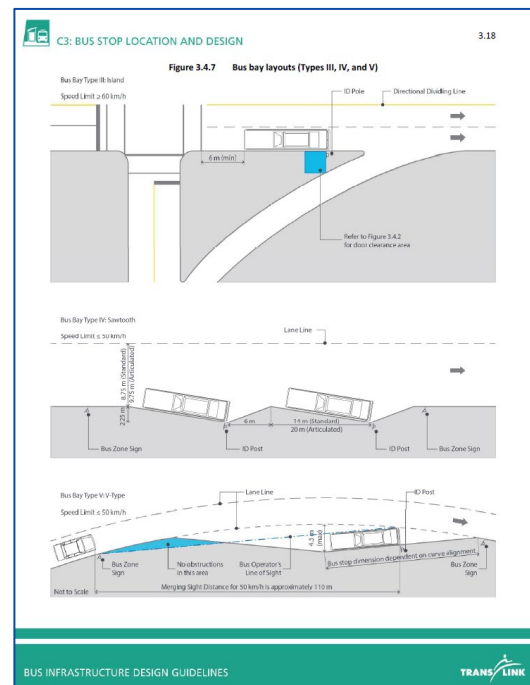 C3: BUS STOP LOCATION AND DESIGN
3.18
Figure 3.4.7 Bus bay layouts (Types III, IV, and V)
Bus Bay Type III: Island
Speed Limit ≥ 60 km/h
ID Pole
Directional Dividing Line
6 m (min)
Refer to Figure 3.4.2
for door clearance area
Bus Bay Type IV: Sawtooth
Speed Limit ≤ 50 km/h
Lane Line
8.75 m (Standard)
9.75 m (Articulated)
2.25 m
6 m
14 m (Standard)
20 m (Articulated)
Bus Zone Sign
ID Post
ID Post
Bus Zone Sign
Bus Bay Type V: V-Type
Speed Limit ≤ 50 km/h
Lane Line
ID Post
4.5 m
(max)
Bus stop dimension dependent on curve alignment
Bus Zone
Sign
No obstructions
in this area
Bus Operator's
Line of Sight
Bus Zone
Sign
Not to Scale
Merging Sight Distance for 50 km/h is approximately 110 m
BUS INFRASTRUCTURE DESIGN GUIDELINES
TRANS LINK